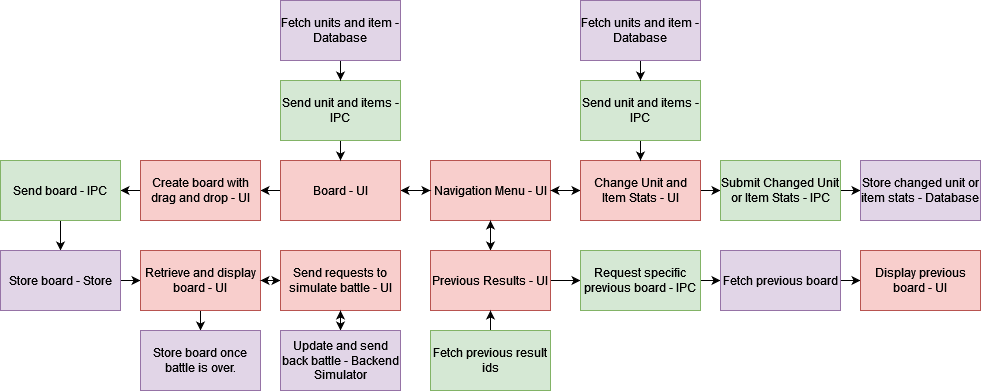 Fetch units and item -
Database
Fetch units and item -
Database
Send unit and items -
IPC
Send unit and items -
IPC
Send board - IPC
Create board with
drag and drop - UI
Board - UI
Navigation Menu - UI
Change Unit and
Item Stats - UI
Submit Changed Unit
or Item Stats - IPC
Store changed unit or
item stats - Database
Store board - Store
Retrieve and display
board - UI
Send requests to
simulate battle - UI
Previous Results - UI
Request specific
previous board - IPC
Fetch previous board
Display previous
board - UI
Store board once
battle is over.
Update and send
back battle - Backend
Simulator
Fetch previous result
ids